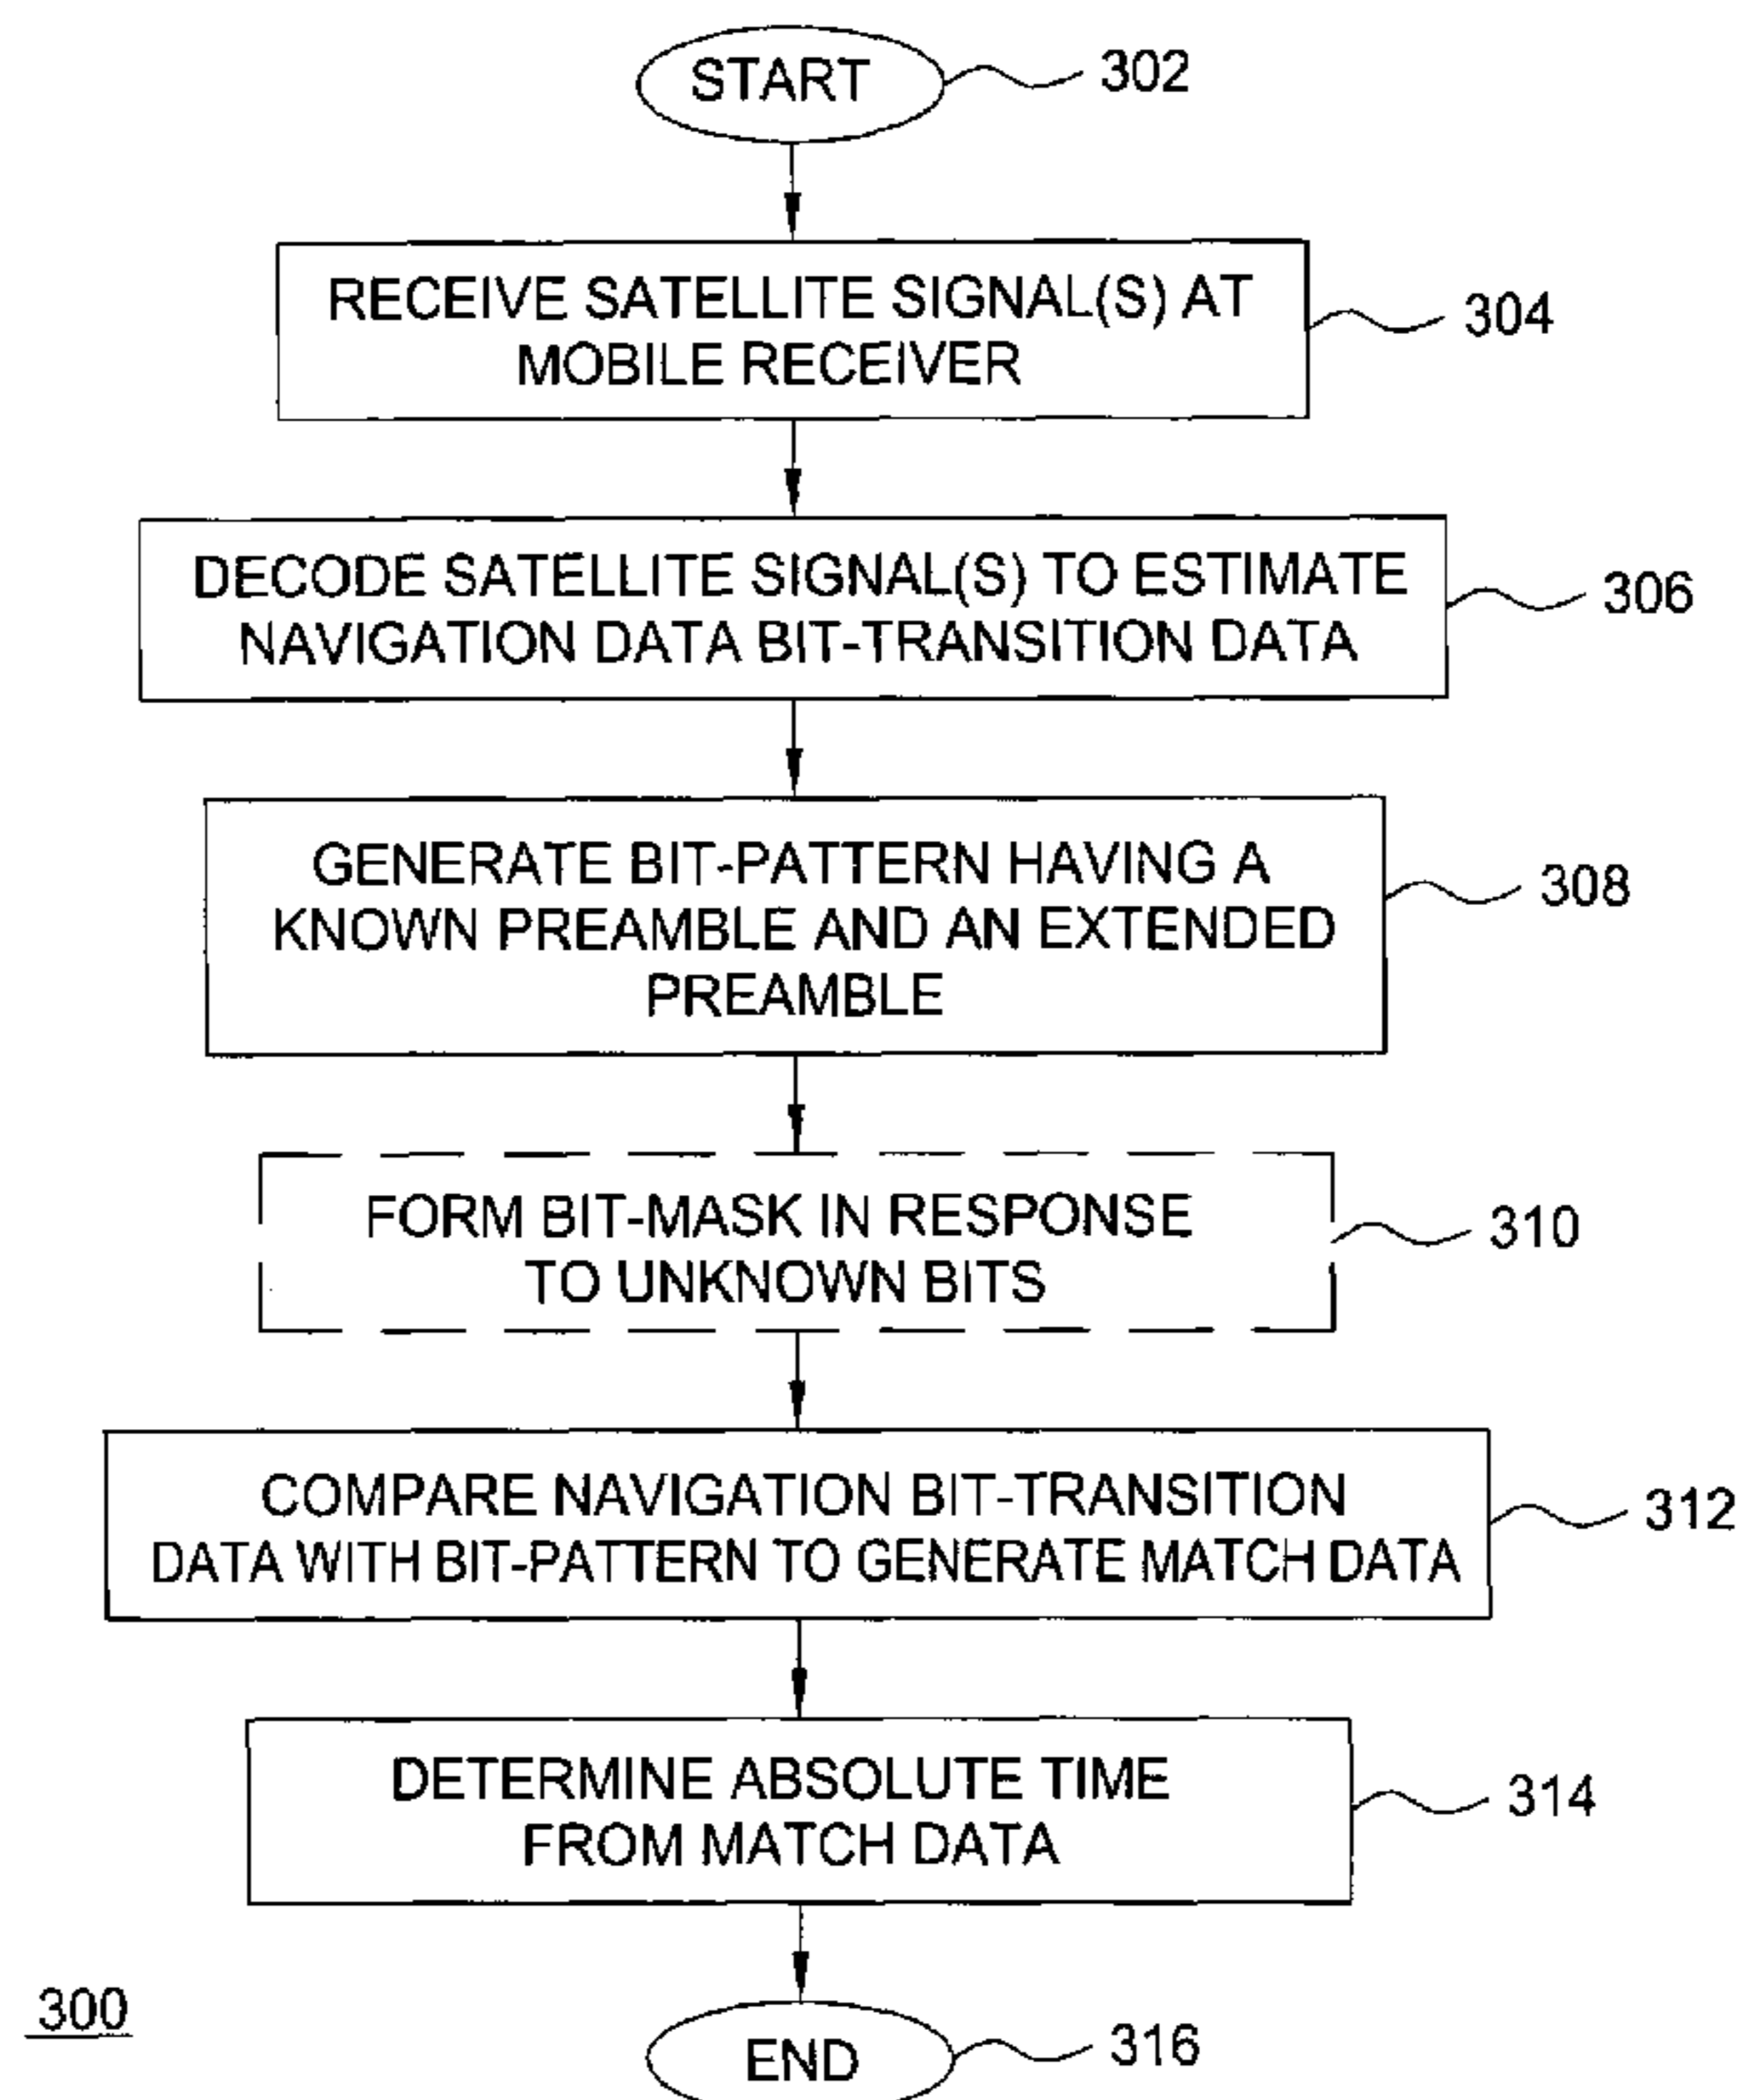 START
302
RECEIVE SATELLITE SIGNAL(S) AT
MOBILE RECEIVER
304
DECODE SATELLITE SIGNAL(S) TO ESTIMATE
NAVIGATION DATA BIT-TRANSITION DATA
306
GENERATE BIT-PATTERN HAVING A
KNOWN PREAMBLE AND AN EXTENDED
PREAMBLE
308
FORM BIT-MASK IN RESPONSE
TO UNKNOWN BITS
310
COMPARE NAVIGATION BIT-TRANSITION
DATA WITH BIT-PATTERN TO GENERATE MATCH DATA
312
DETERMINE ABSOLUTE TIME
FROM MATCH DATA
314
300
END
316